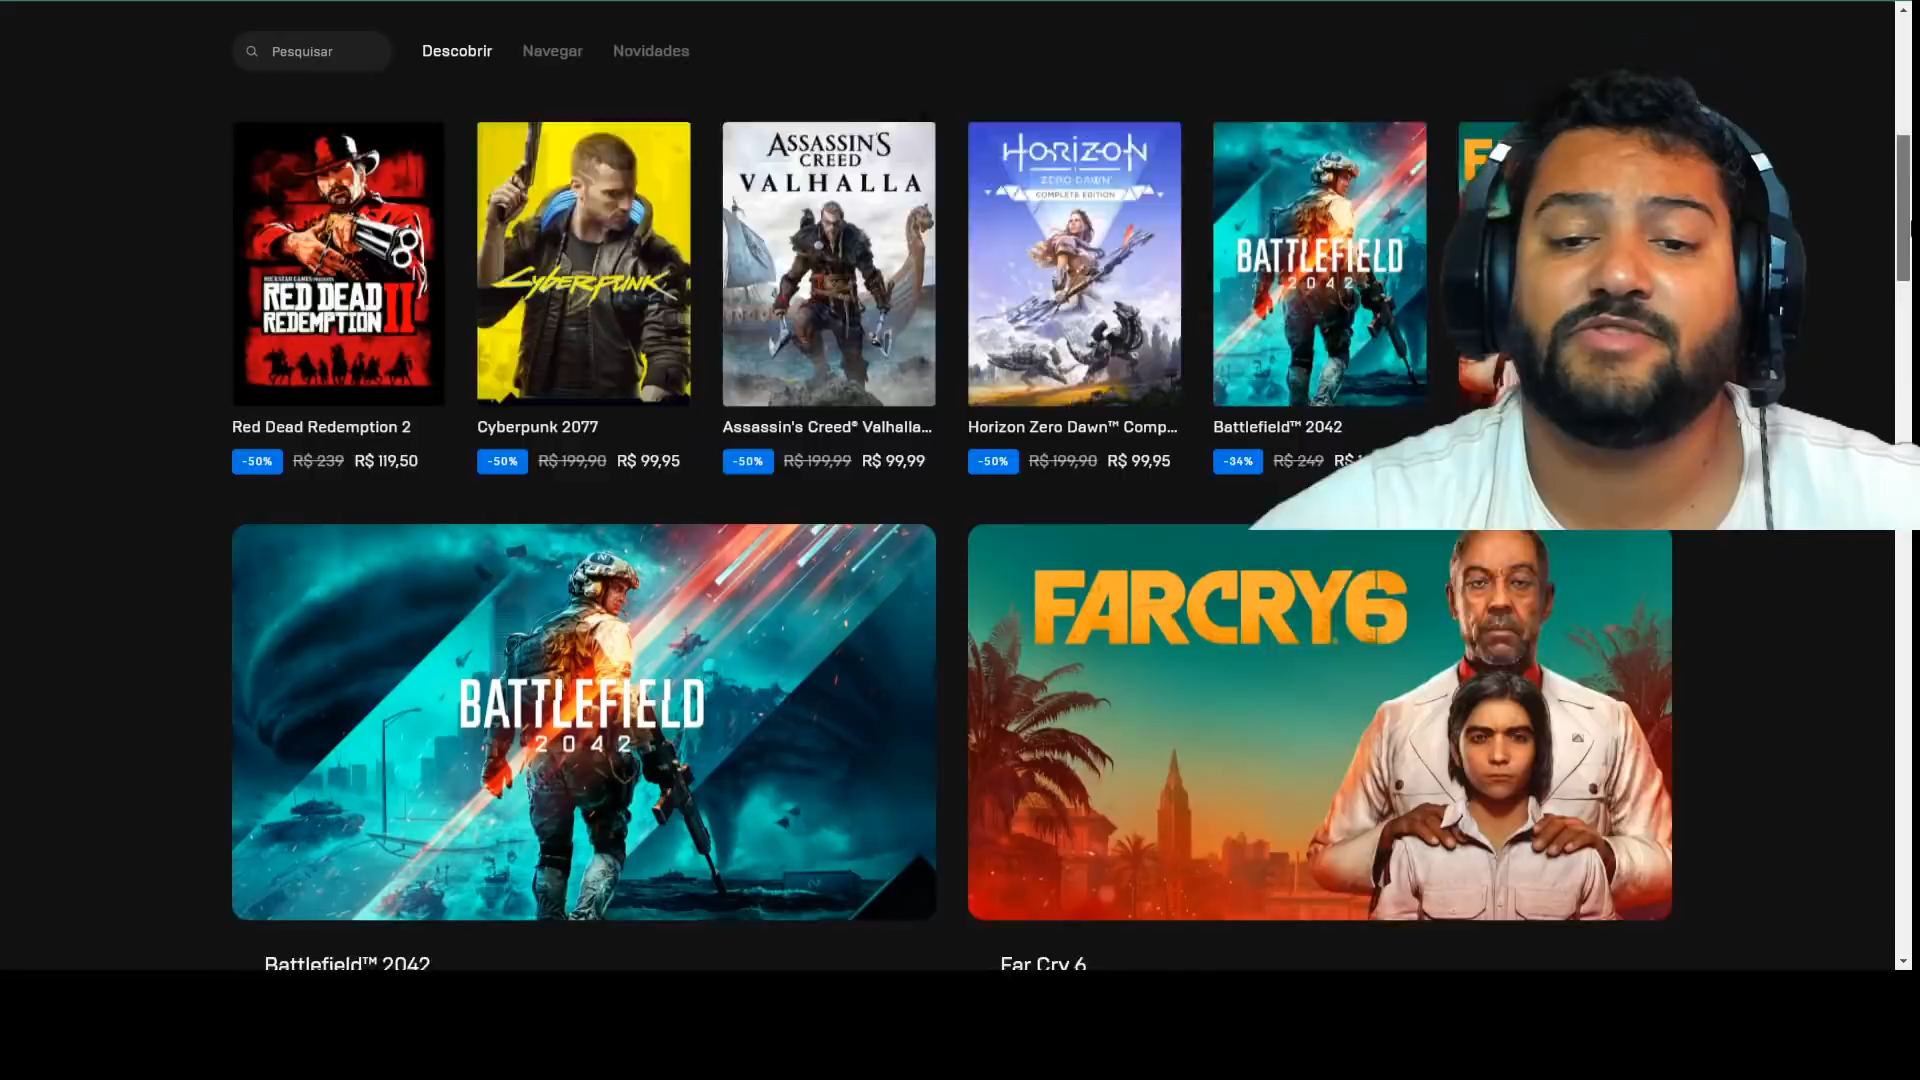 Pesquisar
Descobrir
Navegar
Novidades
ROCKSTAR GAMES PRESENTS
RED DEAD
REDEMPTION II
CYBERPUNK
ASSASSIN'S
CREED
VALHALLA
HORIZON
ZERO DAWN
COMPLETE EDITION
BATTLEFIELD
2042
F
Red Dead Redemption 2
Cyberpunk 2077
Assassin's Creed® Valhalla...
Horizon Zero Dawn™ Comp...
Battlefield™ 2042
-50% R$ 239 R$ 119,50
-50% R$ 199,90 R$ 99,95
-50% R$ 199,99 R$ 99,99
-50% R$ 199,90 R$ 99,95
-34% R$ 249 R$
BATTLEFIELD
2042
FARCRY6
Battlefield™ 2042
Far Cry 6